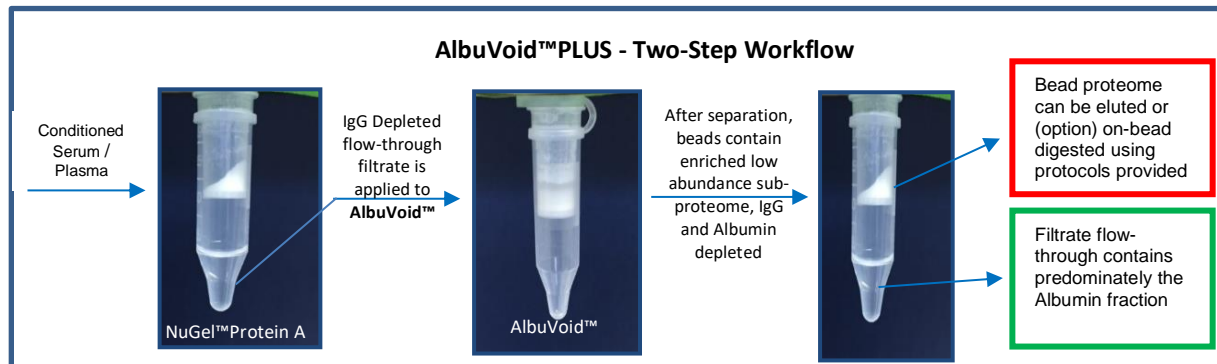 AlbuVoid™PLUS - Two-Step Workflow
Conditioned
Serum /
Plasma
NuGel™Protein A
IgG Depleted
flow-through
filtrate is
applied to
AlbuVoid™
AlbuVoid™
After separation,
beads contain
enriched low
abundance sub-
proteome, IgG
and Albumin
depleted
Bead proteome
can be eluted or
(option) on-bead
digested using
protocols provided
Filtrate flow-
through contains
predominately the
Albumin fraction